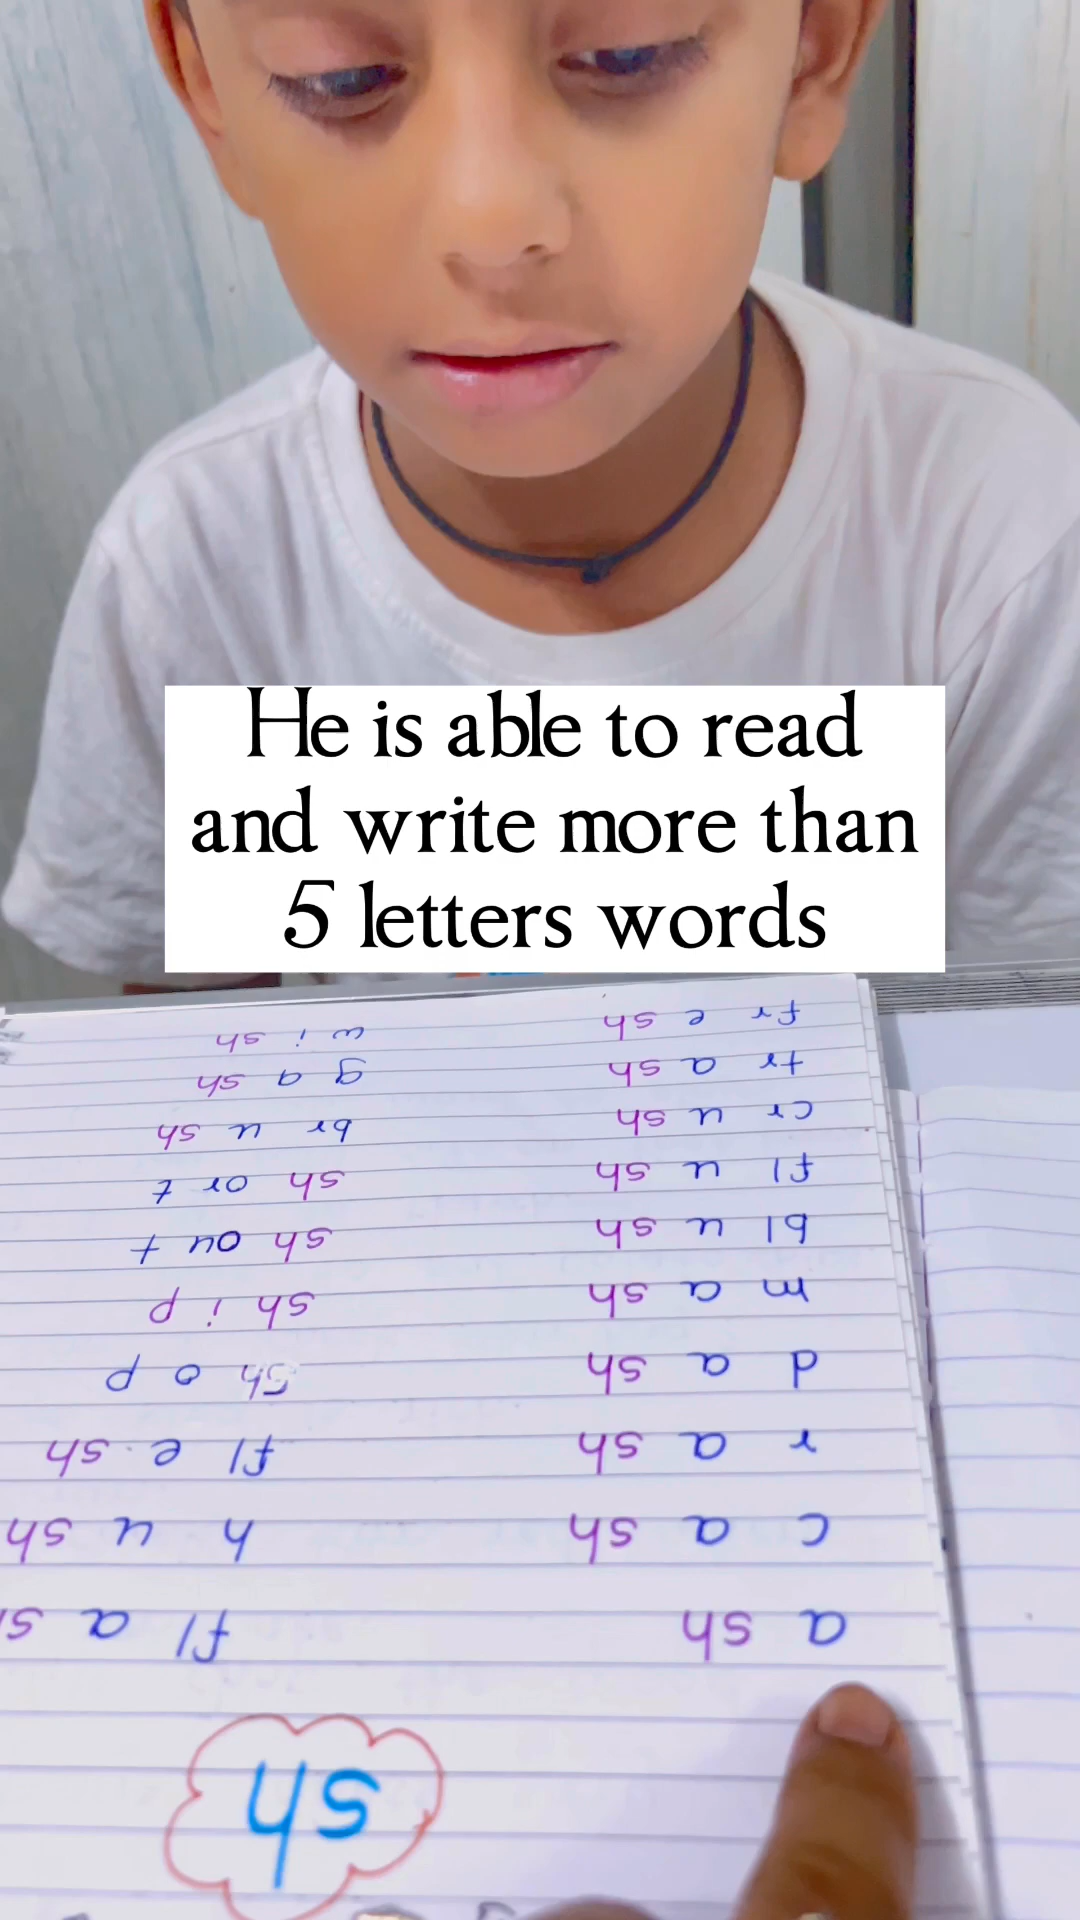 He is able to read
and write more than
5 letters words
sh
a sh
c a sh
r a sh
d a sh
m a sh
bl u sh
fl u sh
cr u sh
tr a sh
fr e sh
fl a sh
h u sh
fl e sh
sh o p
sh i p
sh ou t
sh or t
br u sh
g a sh
w i sh